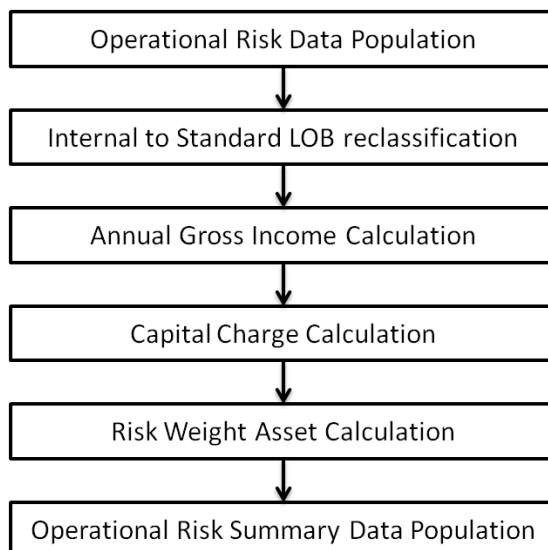 Operational Risk Data Population
Internal to Standard LOB reclassification
Annual Gross Income Calculation
Capital Charge Calculation
Risk Weight Asset Calculation
Operational Risk Summary Data Population